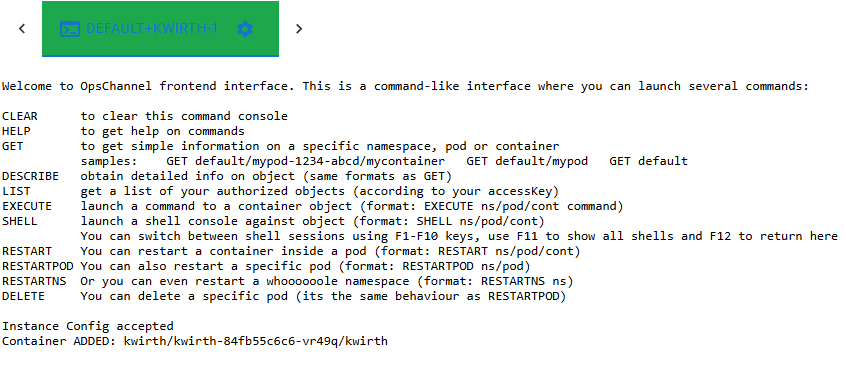 DEFAULT+KWIRTH-1
Welcome to OpsChannel frontend interface. This is a command-like interface where you can launch several commands:
CLEAR to clear this command console
HELP to get help on commands
GET to get simple information on a specific namespace, pod or container
samples: GET default/mypod-1234-abcd/mycontainer GET default/mypod GET default
DESCRIBE obtain detailed info on object (same formats as GET)
LIST get a list of your authorized objects (according to your accessKey)
EXECUTE launch a command to a container object (format: EXECUTE ns/pod/cont command)
SHELL launch a shell console against object (format: SHELL ns/pod/cont)
You can switch between shell sessions using F1-F10 keys, use F11 to show all shells and F12 to return here
RESTART You can restart a container inside a pod (format: RESTART ns/pod/cont)
RESTARTPOD You can also restart a specific pod (format: RESTARTPOD ns/pod)
RESTARTNS Or you can even restart a whoooooole namespace (format: RESTARTNS ns)
DELETE You can delete a specific pod (its the same behaviour as RESTARTPOD)
Instance Config accepted
Container ADDED: kwirth/kwirth-84fb55c6c6-vr49q/kwirth